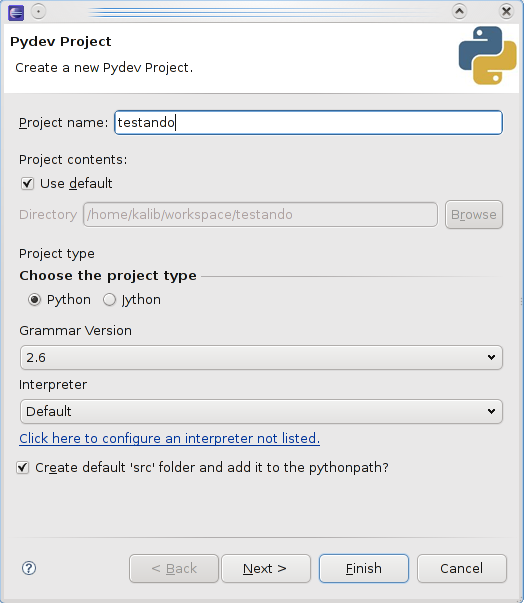 Pydev Project
Create a new Pydev Project.
Project name: testando
Project contents:
Use default
Directory /home/kalib/workspace/testando Browse
Project type
Choose the project type
Python Jython
Grammar Version
2.6
Interpreter
Default
Click here to configure an interpreter not listed.
Create default 'src' folder and add it to the pythonpath?
? < Back Next > Finish Cancel